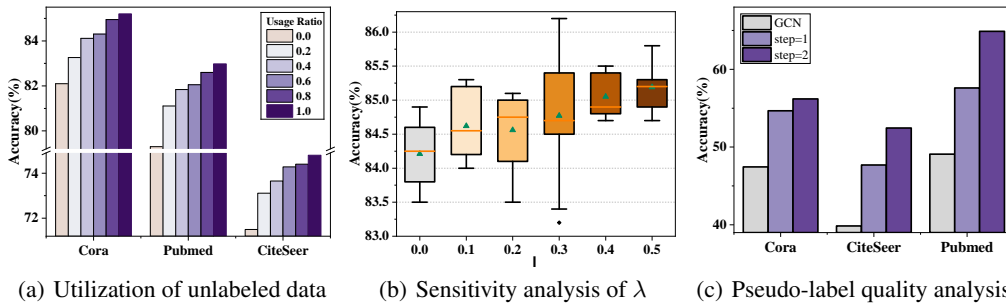 Usage Ratio
0.0
0.2
0.4
0.6
0.8
1.0
84
82
80
74
72
Accuracy(%)
Cora Pubmed CiteSeer
(a) Utilization of unlabeled data
86.0
85.5
85.0
84.5
84.0
83.5
83.0
Accuracy(%)
0.0 0.1 0.2 0.3 0.4 0.5
l
(b) Sensitivity analysis of λ
GCN
step=1
step=2
60
50
40
Accuracy(%)
Cora CiteSeer Pubmed
(c) Pseudo-label quality analysis